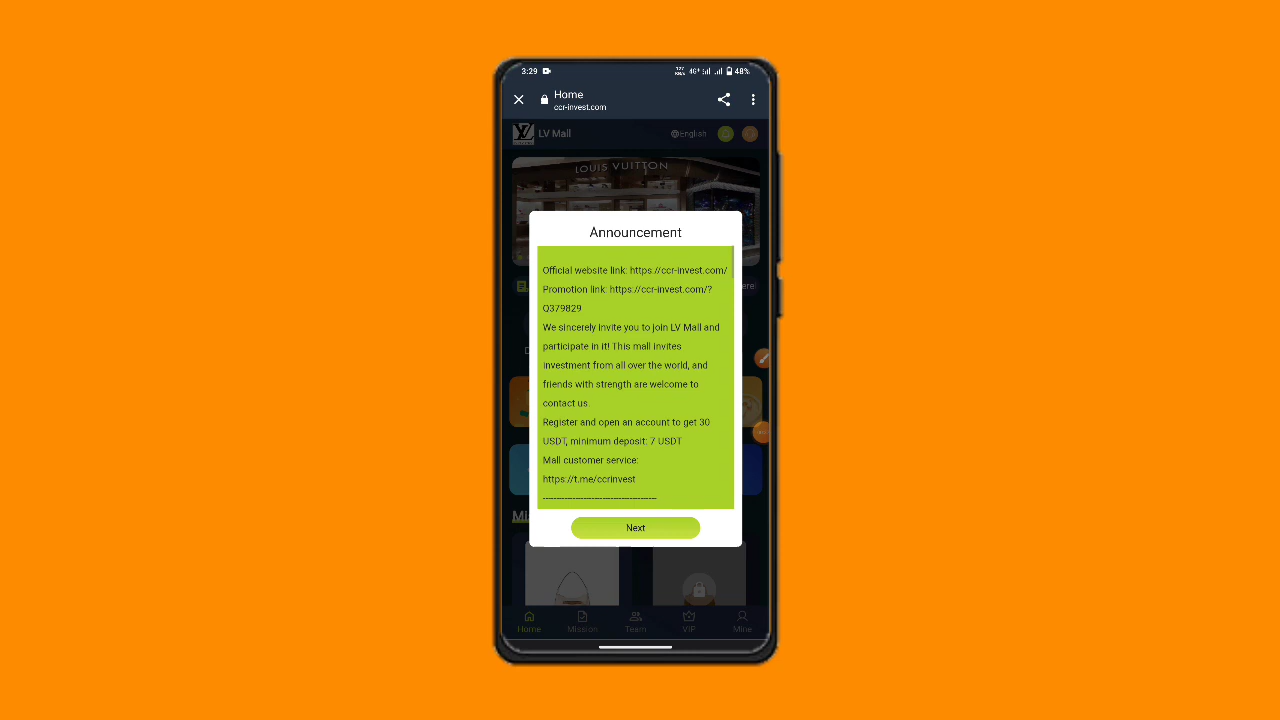 3:29
4G+
48%
Home
ccr-invest.com
LV Mall
English
LOUIS VUITTON
Announcement
Official website link: https://ccr-invest.com/
Promotion link: https://ccr-invest.com/?
Q379829
We sincerely invite you to join LV Mall and
participate in it! This mall invites
investment from all over the world, and
friends with strength are welcome to
contact us.
Register and open an account to get 30
USDT, minimum deposit: 7 USDT
Mall customer service:
https://t.me/ccrinvest
----------------------------------------
Next
Home
Mission
Team
VIP
Mine